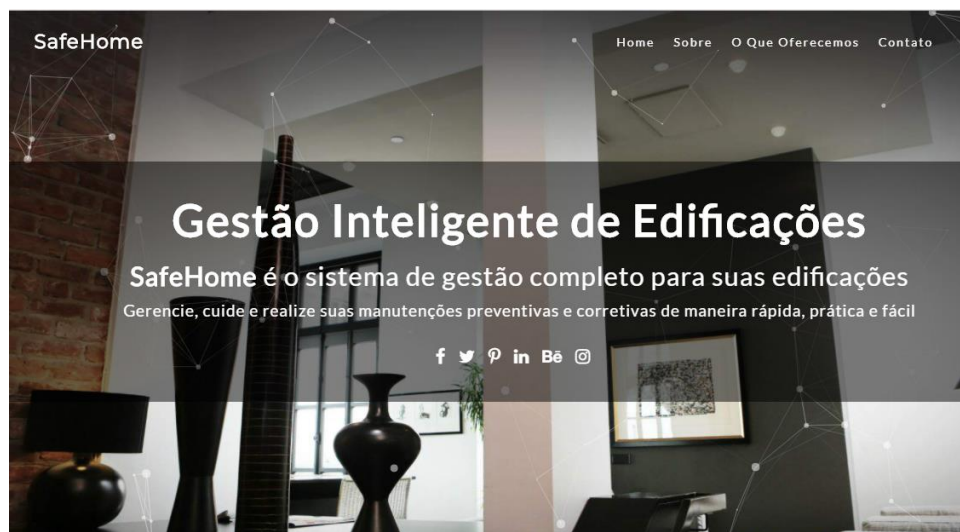 SafeHome
Home Sobre O Que Oferecemos Contato
Gestão Inteligente de Edificações
SafeHome é o sistema de gestão completo para suas edificações
Gerencie, cuide e realize suas manutenções preventivas e corretivas de maneira rápida, prática e fácil